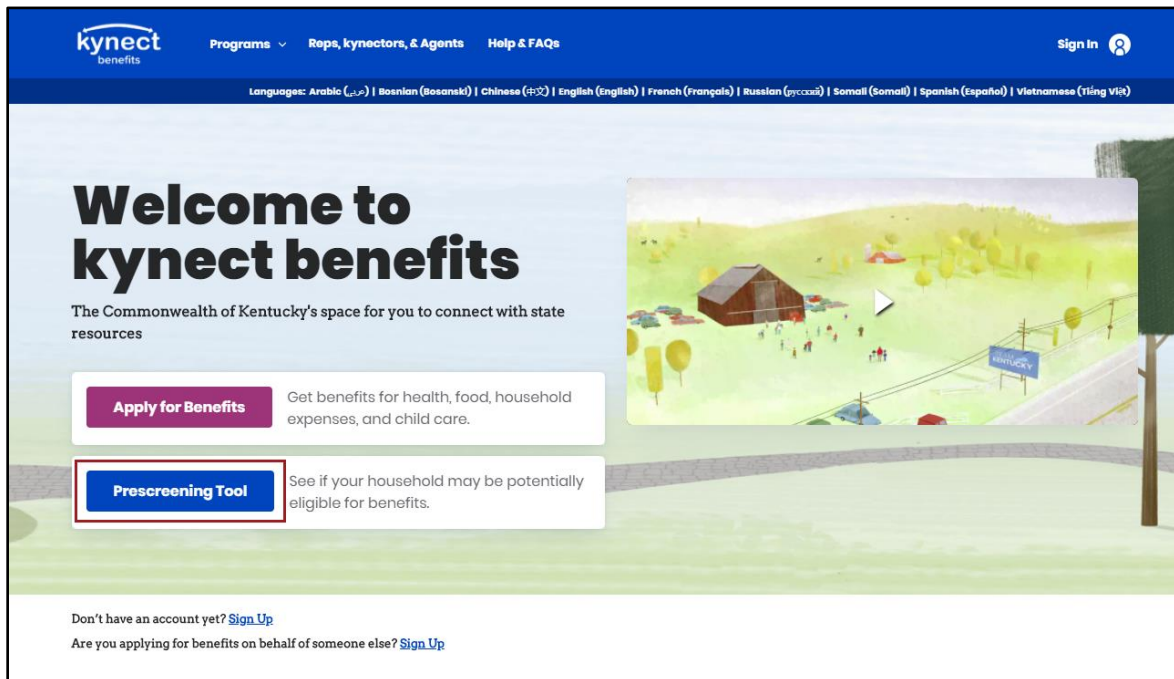 kynect
benefits
Programs
Reps, kynectors, & Agents
Help & FAQs
Sign In
Languages: Arabic (عربي) | Bosnian (Bosanski) | Chinese (中文) | English (English) | French (Français) | Russian (русский) | Somali (Somali) | Spanish (Español) | Vietnamese (Tiếng Việt)
Welcome to
kynect benefits
The Commonwealth of Kentucky's space for you to connect with state
resources
Apply for Benefits
Get benefits for health, food, household
expenses, and child care.
Prescreening Tool
See if your household may be potentially
eligible for benefits.
TEAM
KENTUCKY
Don't have an account yet? Sign Up
Are you applying for benefits on behalf of someone else? Sign Up